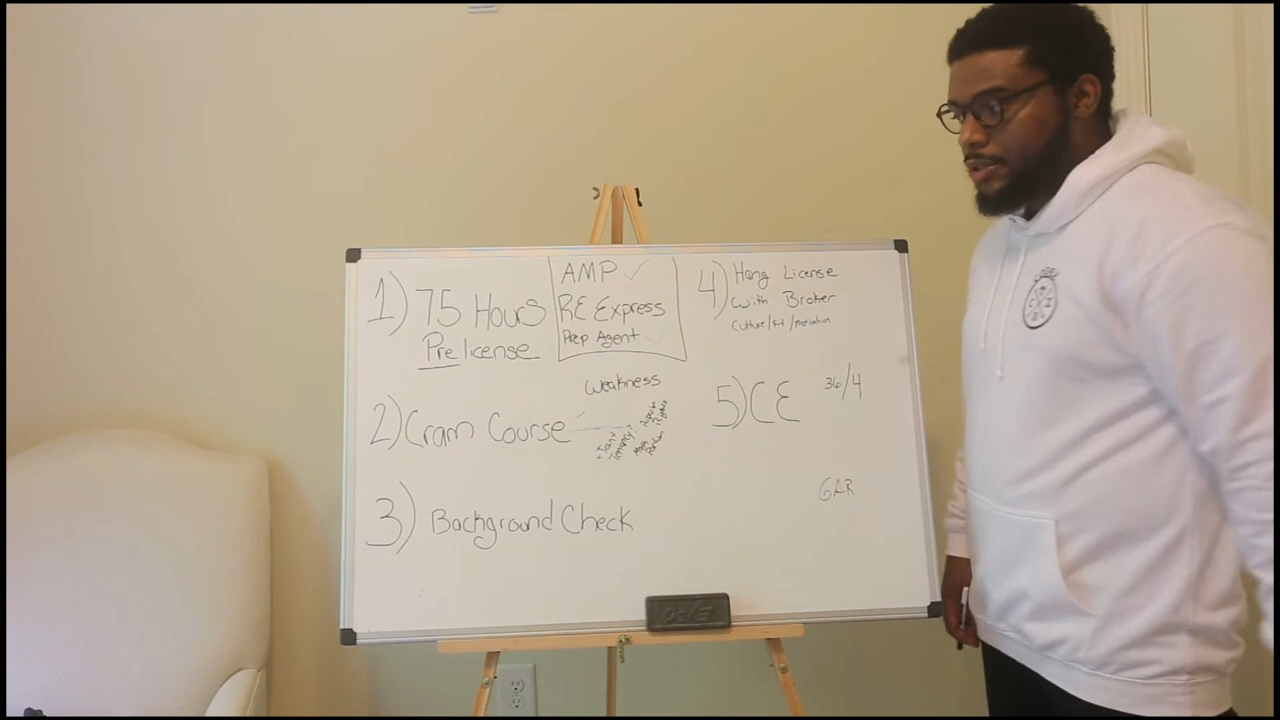 1) 75 Hours
Prelicense
AMP ✓
RE Express
Prep Agent
Weakness
2) Cram Course
3) Background Check
4) Hang License
with Broker
Culture/Fit/Motivation
5) CE 36/4
GAR